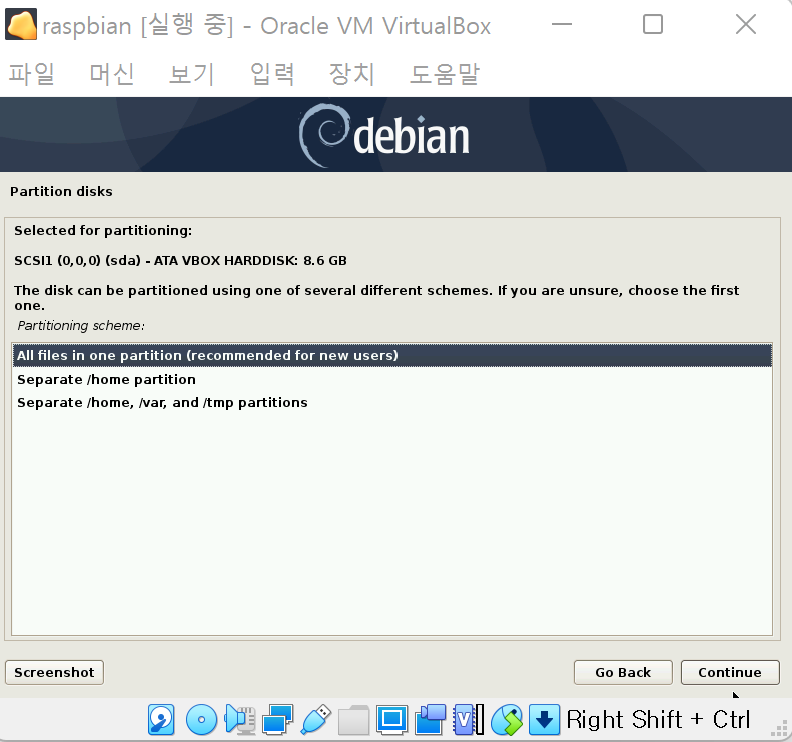 raspbian [실행 중] - Oracle VM VirtualBox
파일 머신 보기 입력 장치 도움말
debian
Partition disks
Selected for partitioning:
SCSI1 (0,0,0) (sda) - ATA VBOX HARDDISK: 8.6 GB
The disk can be partitioned using one of several different schemes. If you are unsure, choose the first
one.
Partitioning scheme:
All files in one partition (recommended for new users)
Separate /home partition
Separate /home, /var, and /tmp partitions
Screenshot Go Back Continue
Right Shift + Ctrl